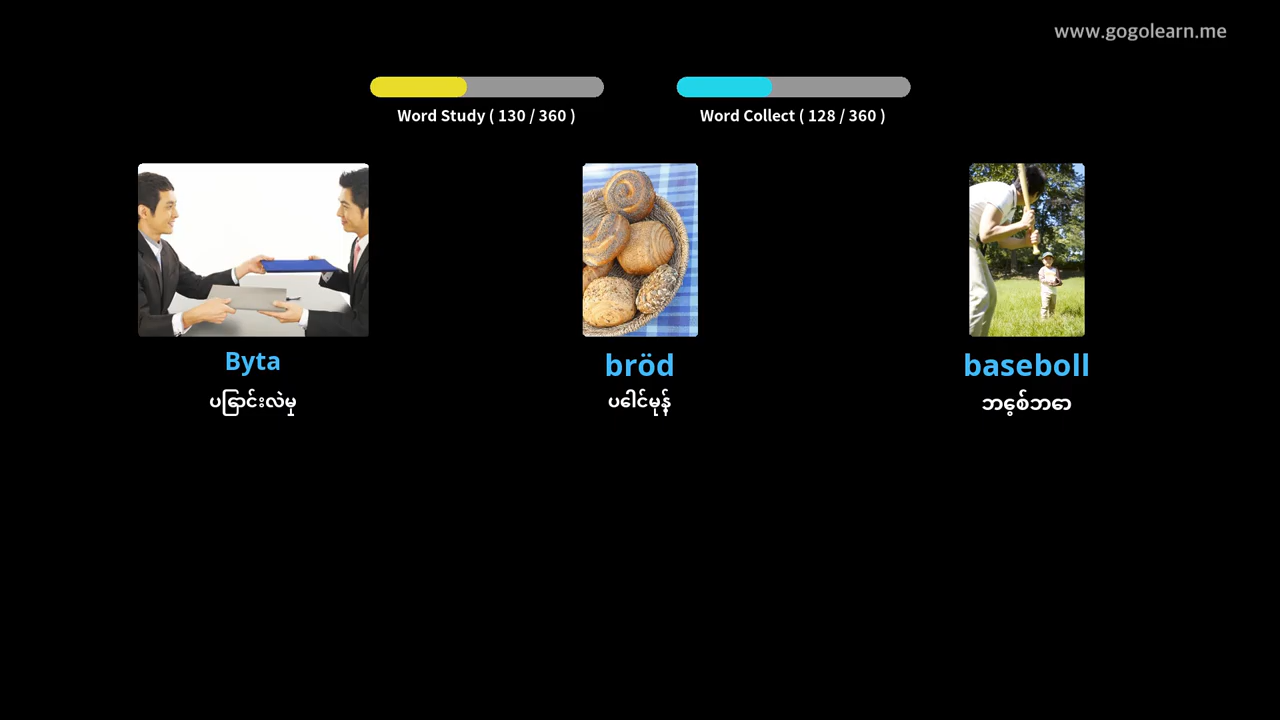 www.gogolearn.me
Word Study ( 130 / 360 )
Word Collect ( 128 / 360 )
Byta
bröd
baseboll
ပြောင်းလဲမှု
ပေါင်မုန့်
ဘေ့စ်ဘော